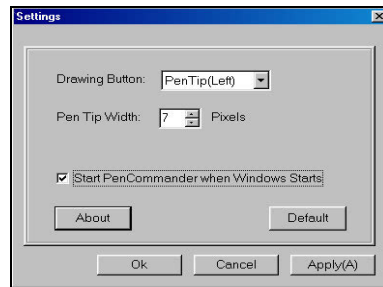 Settings
Drawing Button: PenTip(Left)
Pen Tip Width: 7 Pixels
Start PenCommander when Windows Starts
About Default
Ok Cancel Apply(A)